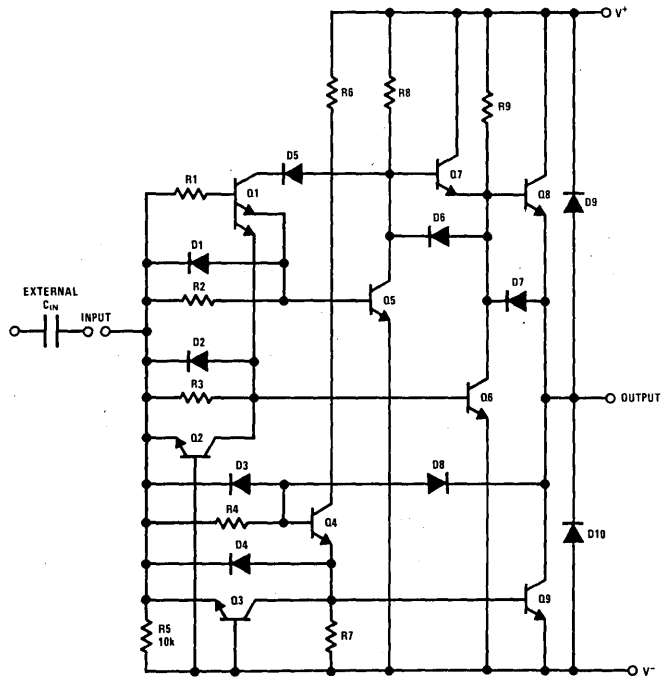 V+
R6
R8
R9
D5
Q7
R1
Q1
Q8
D9
D6
D1
D7
EXTERNAL
CIN
INPUT
R2
Q5
D2
R3
Q6
OUTPUT
Q2
D3
D8
R4
Q4
D10
D4
Q3
Q9
R5
10k
R7
V-